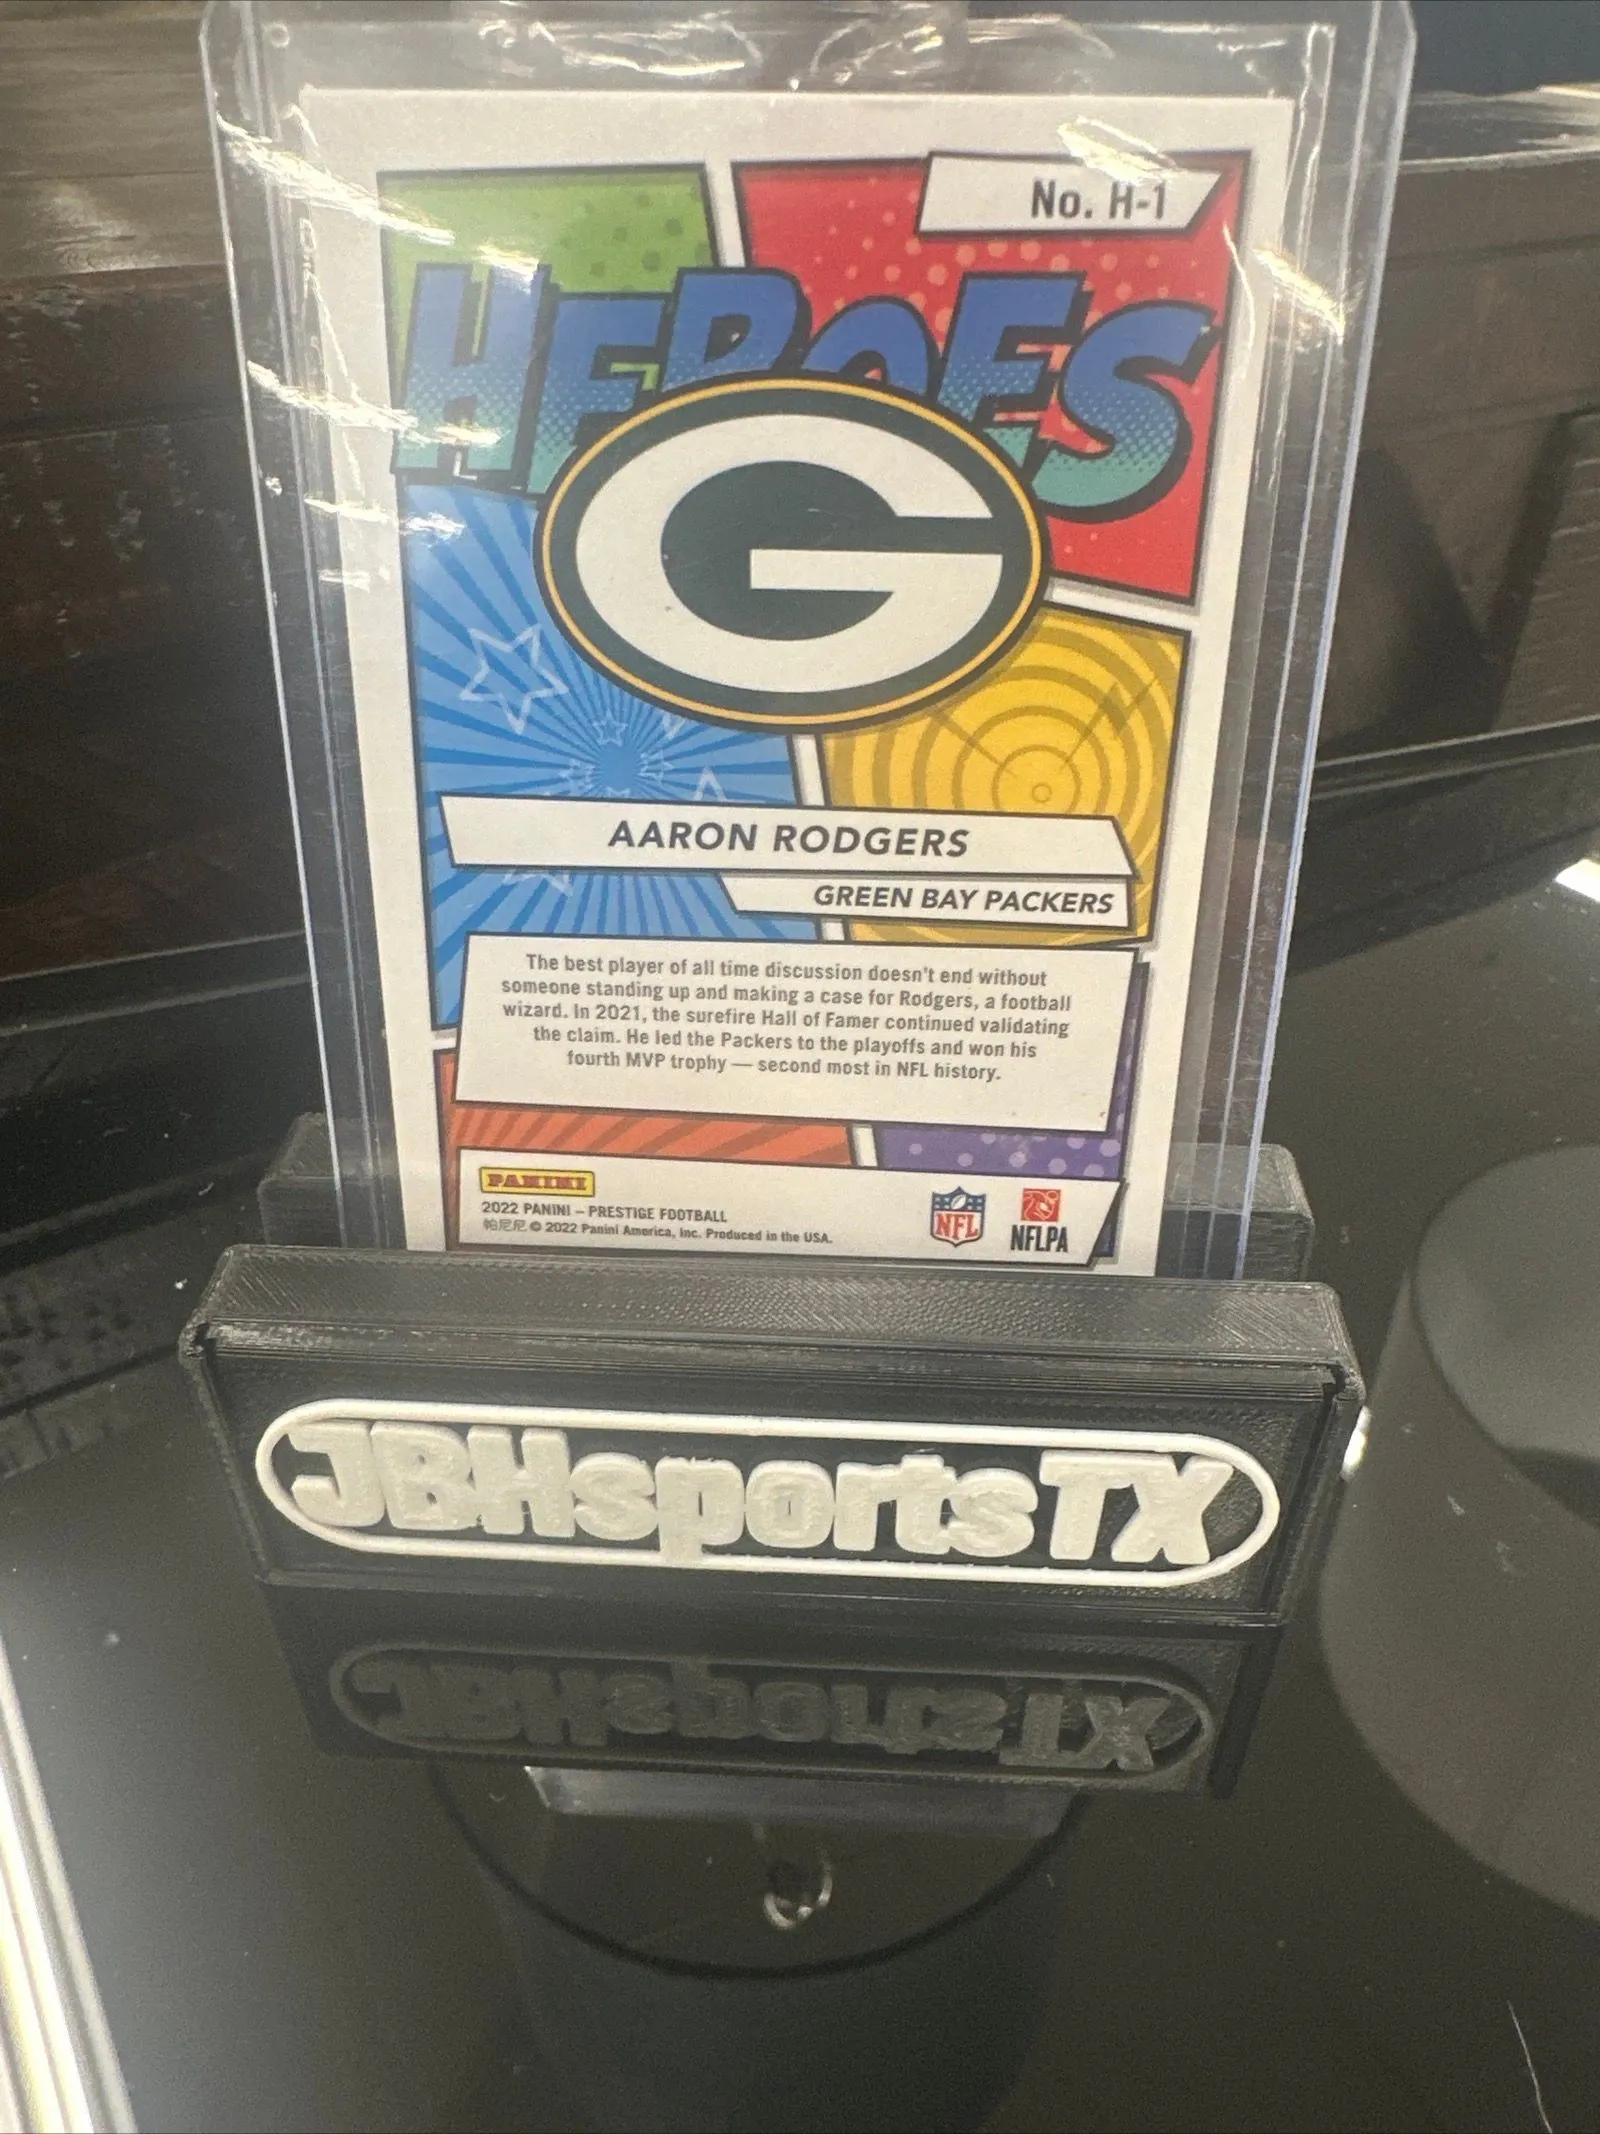 No. H-1
HEROES
G
AARON RODGERS
GREEN BAY PACKERS
The best player of all time discussion doesn't end without
someone standing up and making a case for Rodgers, a football
wizard. In 2021, the surefire Hall of Famer continued validating
the claim. He led the Packers to the playoffs and won his
fourth MVP trophy — second most in NFL history.
PANINI
2022 PANINI – PRESTIGE FOOTBALL
帕尼尼 © 2022 Panini America, Inc. Produced in the USA.
NFL
NFLPA
JBHsportsTX